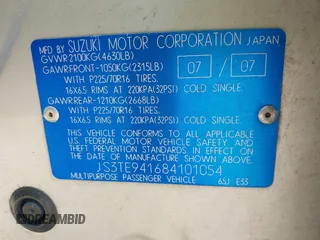 MFD BY SUZUKI MOTOR CORPORATION JAPAN
GVWR 2100KG(4630LB)
GAWRFRONT-1050KG(2315LB) 07 / 07
WITH P225/70R16 TIRES.
16X6.5 RIMS AT 220KPA(32PSI) COLD SINGLE.
GAWRREAR-1210KG(2668LB)
WITH P225/70R16 TIRES.
16X6.5 RIMS AT 220KPA(32PSI) COLD SINGLE.
THIS VEHICLE CONFORMS TO ALL APPLICABLE
U.S. FEDERAL MOTOR VEHICLE SAFETY AND
THEFT PREVENTION STANDARDS IN EFFECT ON
THE DATE OF MANUFACTURE SHOWN ABOVE.
JS3TE941684101054
MULTIPURPOSE PASSENGER VEHICLE 65J E33
BIDREAMBID